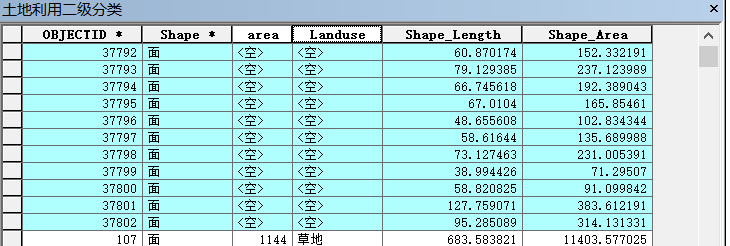 土地利用二级分类
OBJECTID * Shape * area Landuse Shape_Length Shape_Area
37792 面 <空> <空> 60.870174 152.332191
37793 面 <空> <空> 79.129385 237.123989
37794 面 <空> <空> 66.745618 192.389043
37795 面 <空> <空> 67.0104 165.85461
37796 面 <空> <空> 48.655608 102.834344
37797 面 <空> <空> 58.61644 135.689988
37798 面 <空> <空> 73.127463 231.005391
37799 面 <空> <空> 38.994426 71.29507
37800 面 <空> <空> 58.820825 91.099842
37801 面 <空> <空> 127.759071 383.612191
37802 面 <空> <空> 95.285089 314.131331
107 面 1144 草地 683.583821 11403.577025